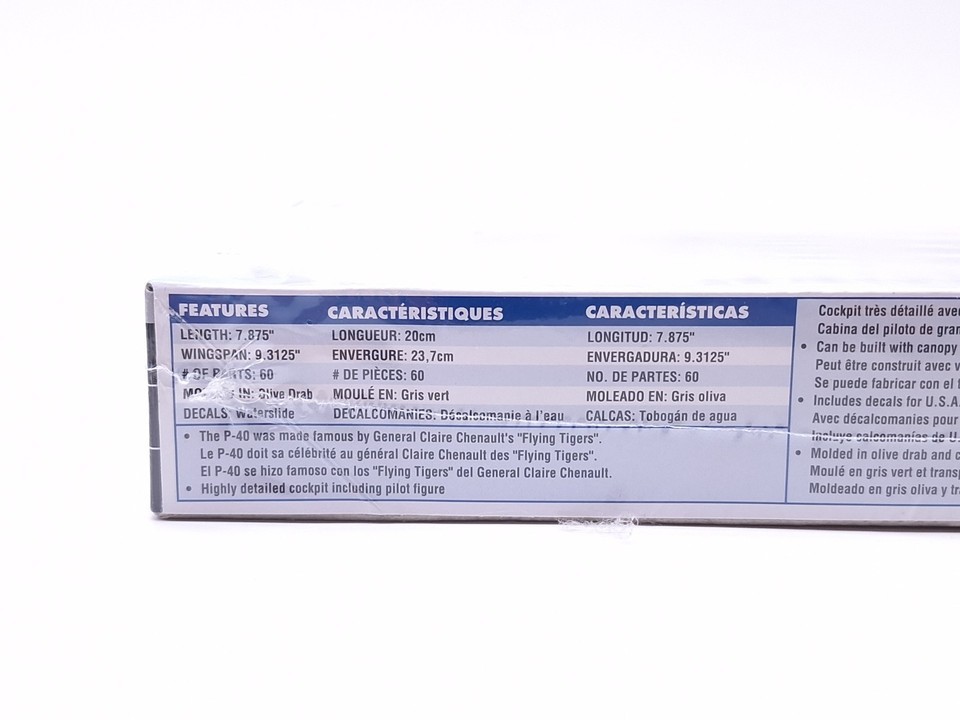 FEATURES CARACTÉRISTIQUES CARACTERÍSTICAS
LENGTH: 7.875" LONGUEUR: 20cm LONGITUD: 7.875"
WINGSPAN: 9.3125" ENVERGURE: 23,7cm ENVERGADURA: 9.3125"
# OF PARTS: 60 # DE PIÈCES: 60 NO. DE PARTES: 60
MOLDED IN: Olive Drab MOULÉ EN: Gris vert MOLEADO EN: Gris oliva
DECALS: Waterslide DECALCOMANIES: Décalcomanie à l'eau CALCAS: Tobogán de agua
• The P-40 was made famous by General Claire Chenault's "Flying Tigers".
Le P-40 doit sa célébrité au général Claire Chenault des "Flying Tigers".
El P-40 se hizo famoso con los "Flying Tigers" del General Claire Chenault.
• Highly detailed cockpit including pilot figure
Cockpit très détaillé ave
Cabina del piloto de gran
• Can be built with canopy
Peut être construit avec v
Se puede fabricar con el
• Includes decals for U.S.A.
Avec décalcomanies pour
Incluye calcomanías de U.
• Molded in olive drab and c
Moulé en gris vert et transp
Moldeado en gris oliva y tra